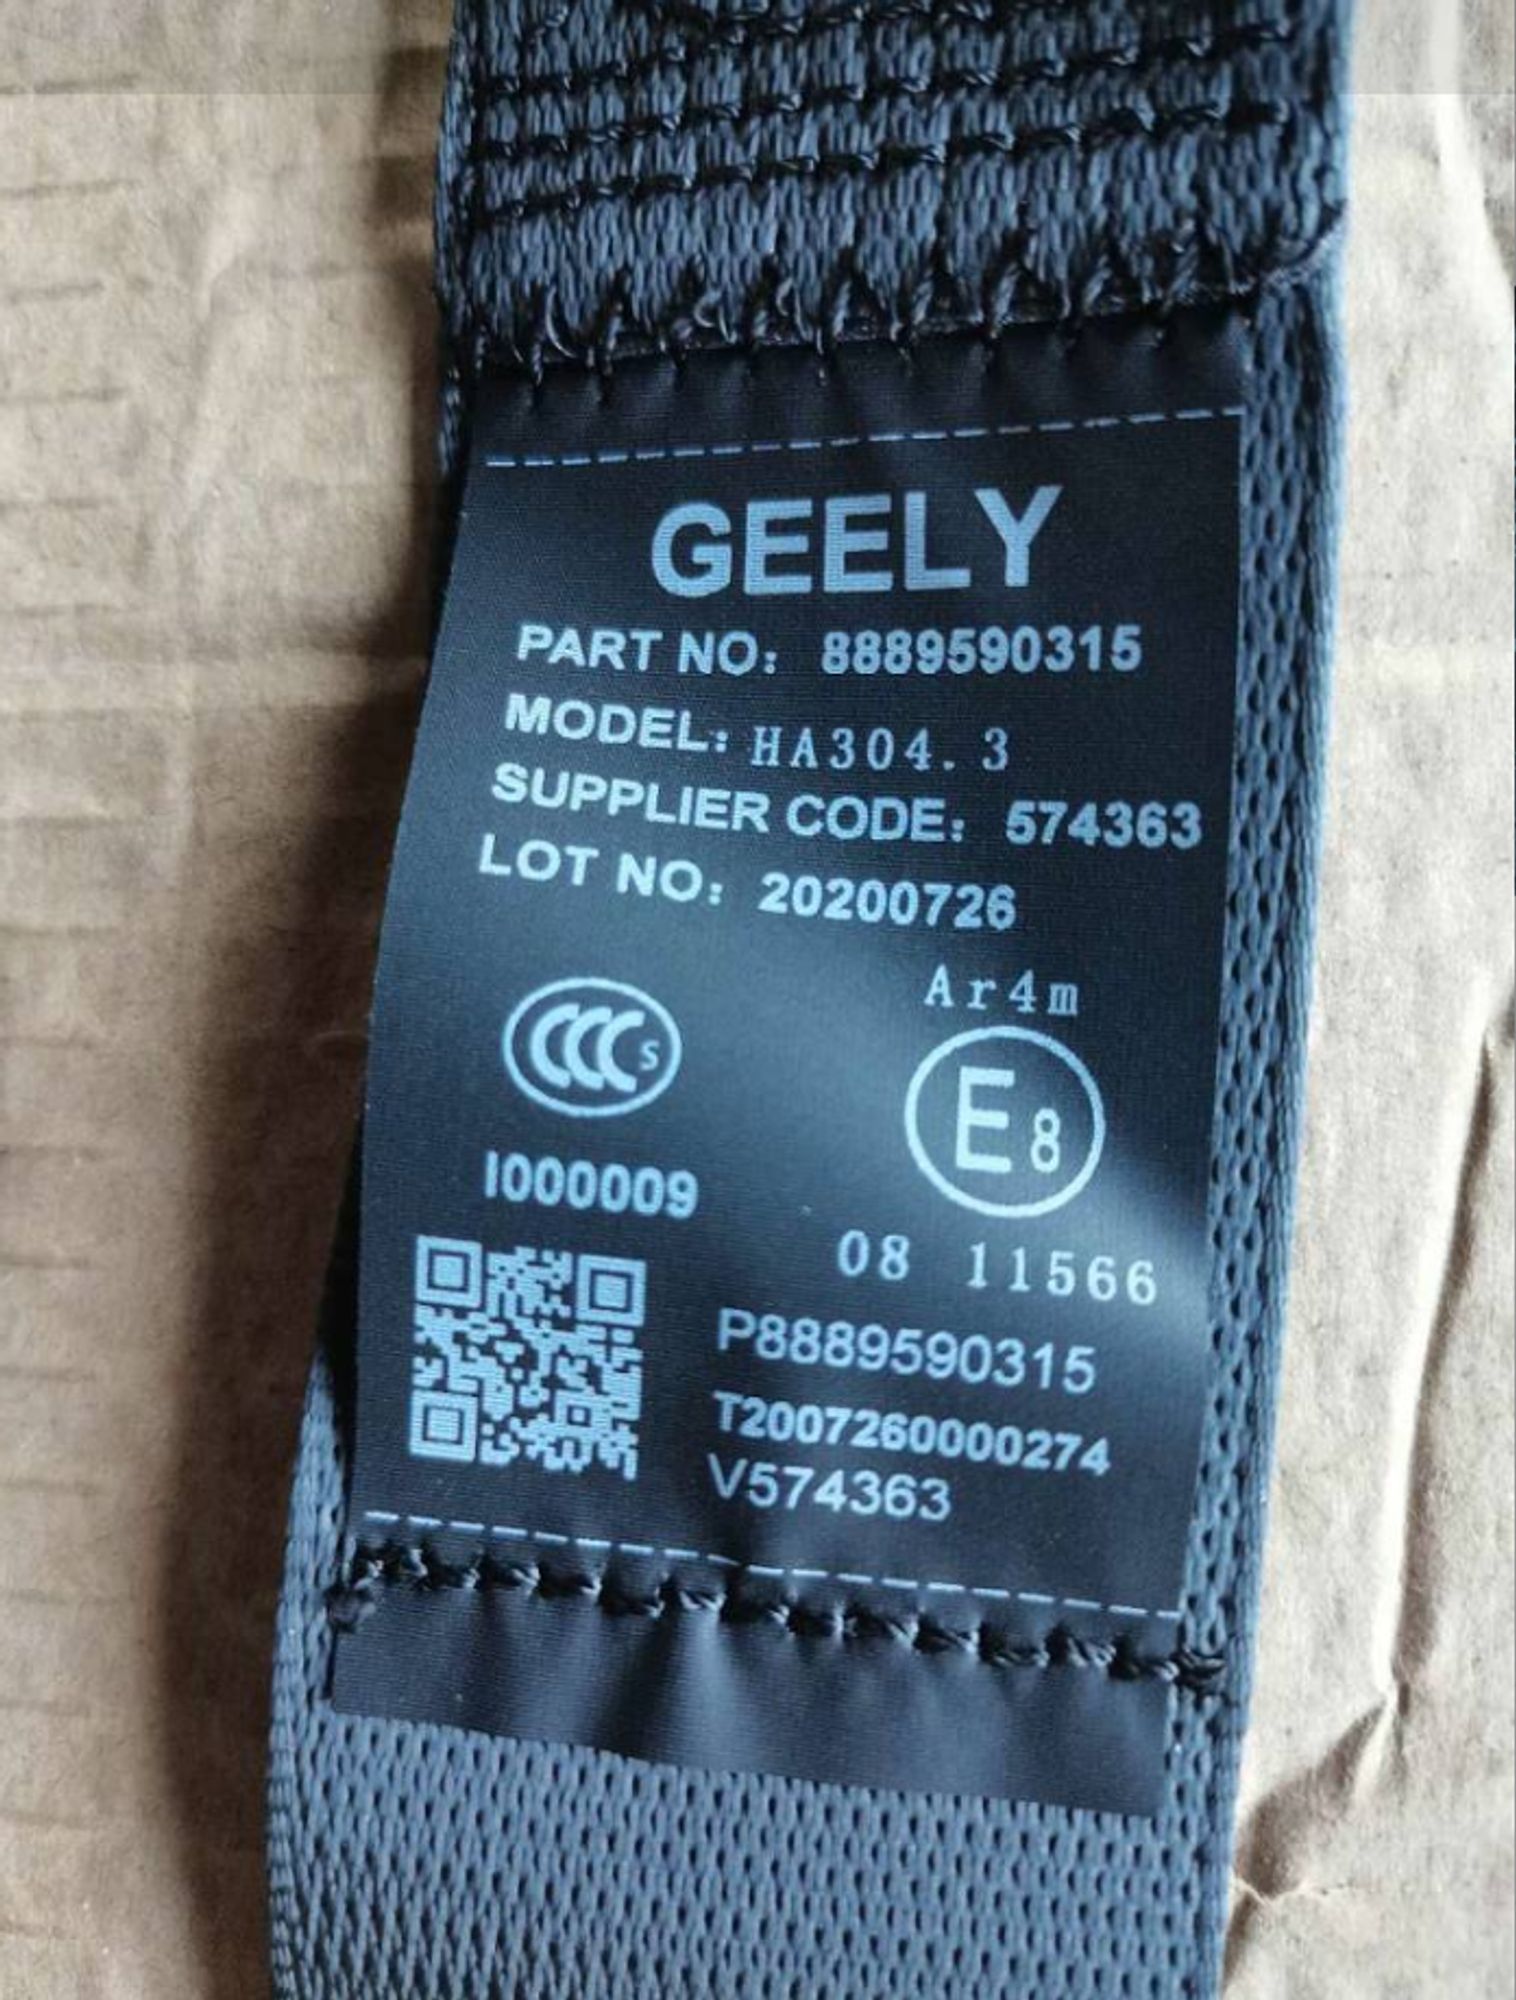 GEELY
PART NO: 8889590315
MODEL: HA304.3
SUPPLIER CODE: 574363
LOT NO: 20200726
Ar4m
CCC S
E8
I000009
08 11566
P8889590315
T2007260000274
V574363